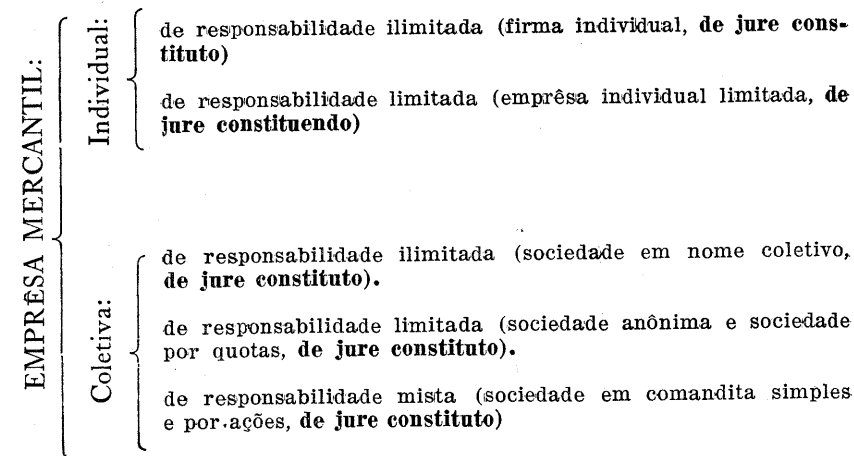 EMPRÊSA MERCANTIL:
Individual:
de responsabilidade ilimitada (firma individual, de jure cons-
tituto)
de responsabilidade limitada (emprêsa individual limitada, de
jure constituendo)
Coletiva:
de responsabilidade ilimitada (sociedade em nome coletivo,
de jure constituto).
de responsabilidade limitada (sociedade anônima e sociedade
por quotas, de jure constituto).
de responsabilidade mista (sociedade em comandita simples
e por ações, de jure constituto)